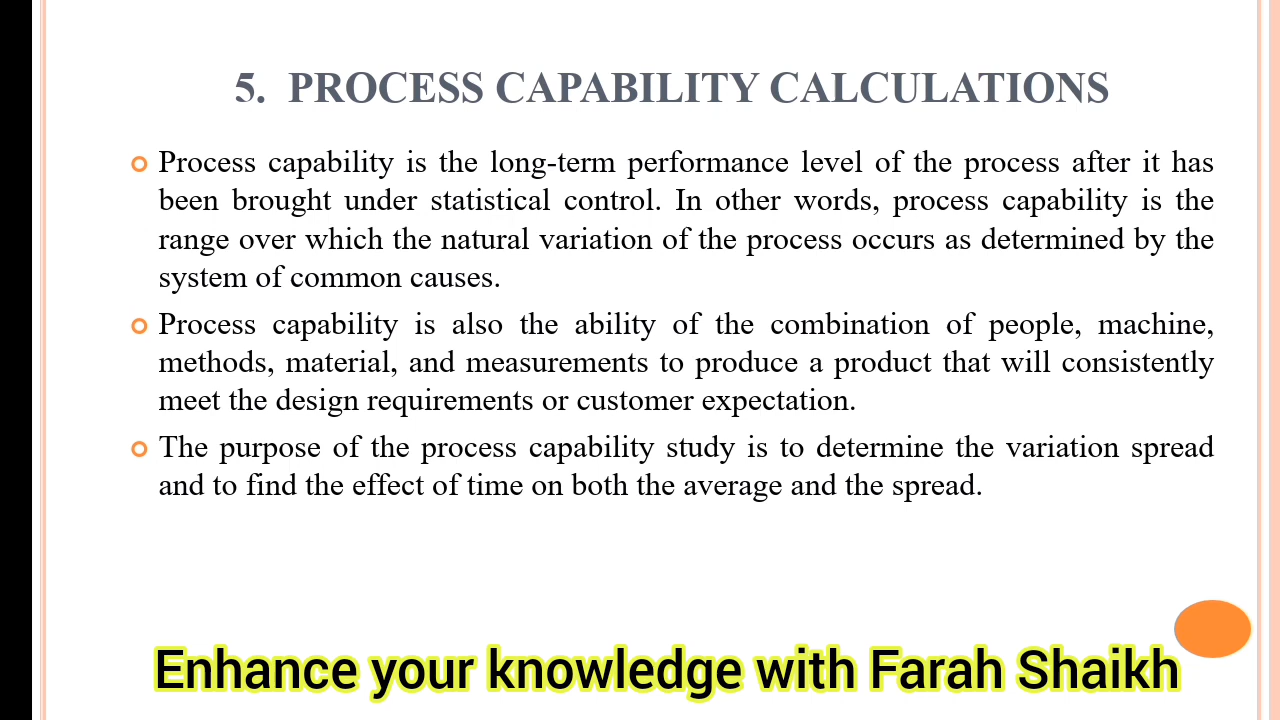 5. PROCESS CAPABILITY CALCULATIONS
Process capability is the long-term performance level of the process after it has
been brought under statistical control. In other words, process capability is the
range over which the natural variation of the process occurs as determined by the
system of common causes.
Process capability is also the ability of the combination of people, machine,
methods, material, and measurements to produce a product that will consistently
meet the design requirements or customer expectation.
The purpose of the process capability study is to determine the variation spread
and to find the effect of time on both the average and the spread.
Enhance your knowledge with Farah Shaikh